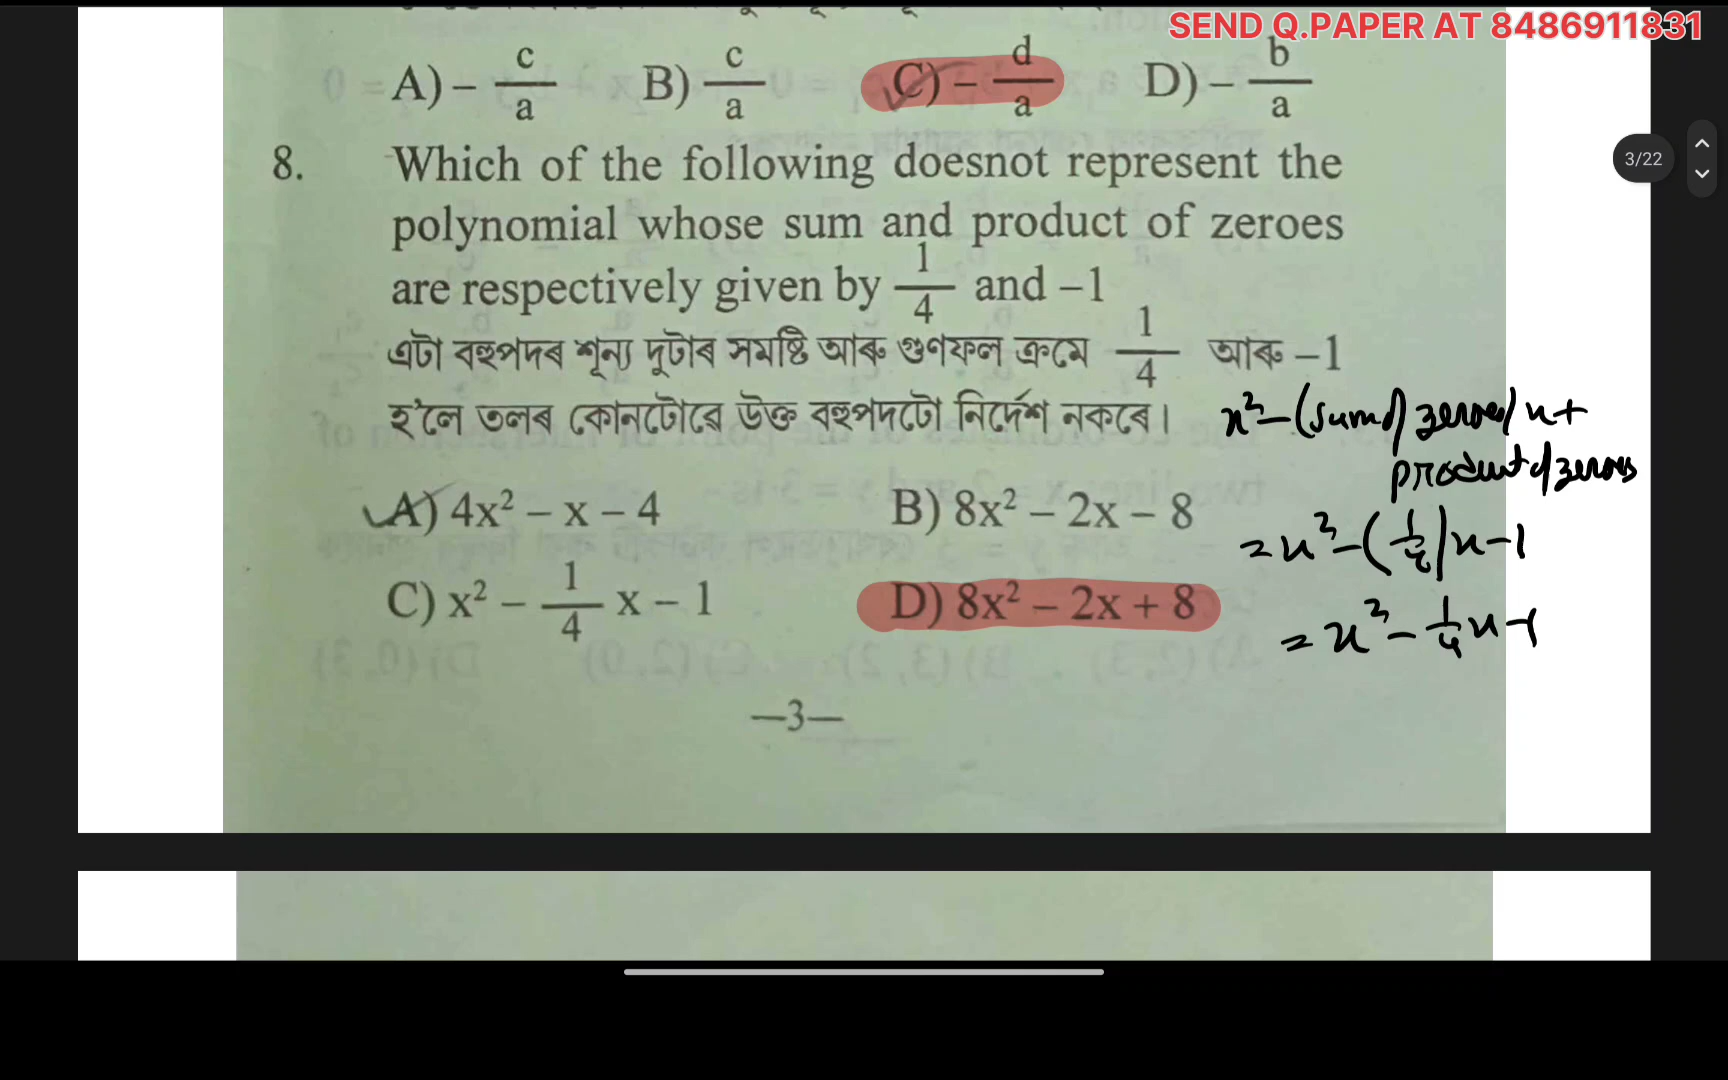 SEND Q.PAPER AT 8486911831
A) – c/a B) c/a C) – d/a D) – b/a
3/22
8. Which of the following doesnot represent the
polynomial whose sum and product of zeroes
are respectively given by 1/4 and –1
এটা বহুপদৰ শূন্য দুটাৰ সমষ্টি আৰু গুণফল ক্ৰমে 1/4 আৰু –1
হ'লে তলৰ কোনটোৱে উক্ত বহুপদটো নিৰ্দেশ নকৰে।
x² – (sum of zeroes) x +
product of zeroes
A) 4x² – x – 4 B) 8x² – 2x – 8
= x² – (1/4) x – 1
C) x² – 1/4 x – 1 D) 8x² – 2x + 8
= x² – 1/4 x – 1
—3—